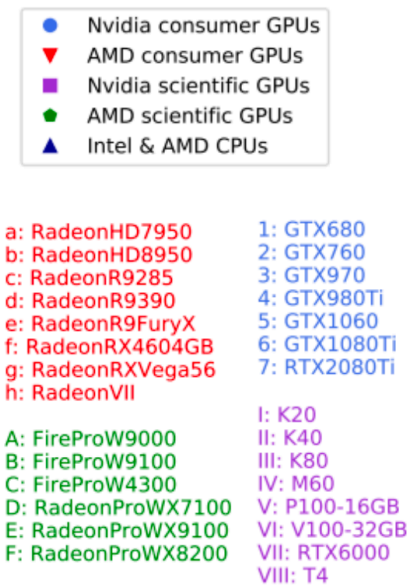 Nvidia consumer GPUs
AMD consumer GPUs
Nvidia scientific GPUs
AMD scientific GPUs
Intel & AMD CPUs
a: RadeonHD7950
b: RadeonHD8950
c: RadeonR9285
d: RadeonR9390
e: RadeonR9FuryX
f: RadeonRX4604GB
g: RadeonRXVega56
h: RadeonVII
A: FireProW9000
B: FireProW9100
C: FireProW4300
D: RadeonProWX7100
E: RadeonProWX9100
F: RadeonProWX8200
1: GTX680
2: GTX760
3: GTX970
4: GTX980Ti
5: GTX1060
6: GTX1080Ti
7: RTX2080Ti
I: K20
II: K40
III: K80
IV: M60
V: P100-16GB
VI: V100-32GB
VII: RTX6000
VIII: T4